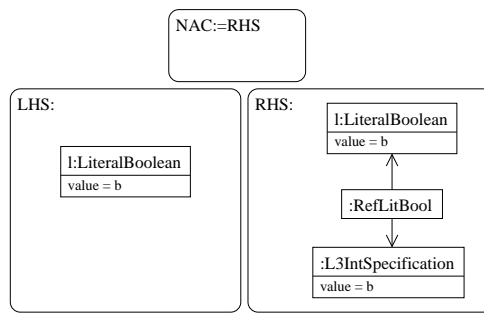 NAC:=RHS
LHS:
l:LiteralBoolean
value = b
RHS:
l:LiteralBoolean
value = b
:RefLitBool
:L3IntSpecification
value = b